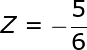 Z = -5/6